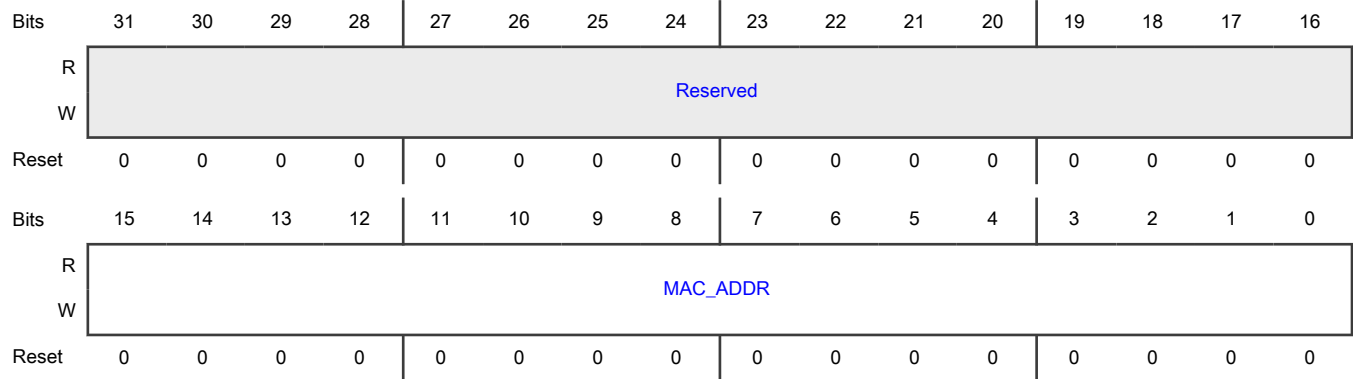 Bits 31 30 29 28 27 26 25 24 23 22 21 20 19 18 17 16
R
Reserved
W
Reset 0 0 0 0 0 0 0 0 0 0 0 0 0 0 0 0
Bits 15 14 13 12 11 10 9 8 7 6 5 4 3 2 1 0
R
MAC_ADDR
W
Reset 0 0 0 0 0 0 0 0 0 0 0 0 0 0 0 0